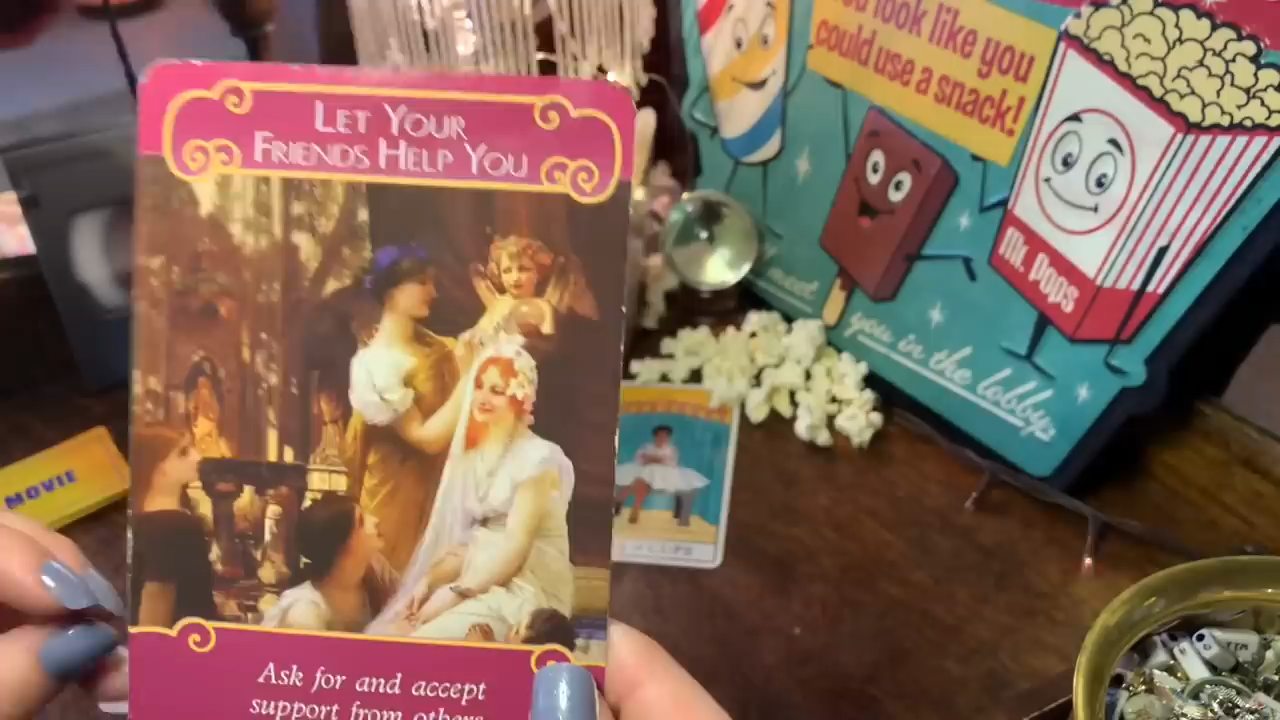 LET YOUR
FRIENDS HELP YOU
Ask for and accept
support from others
look like you
could use a snack!
Mr. Pops
meet
you in the lobby
MOVIE